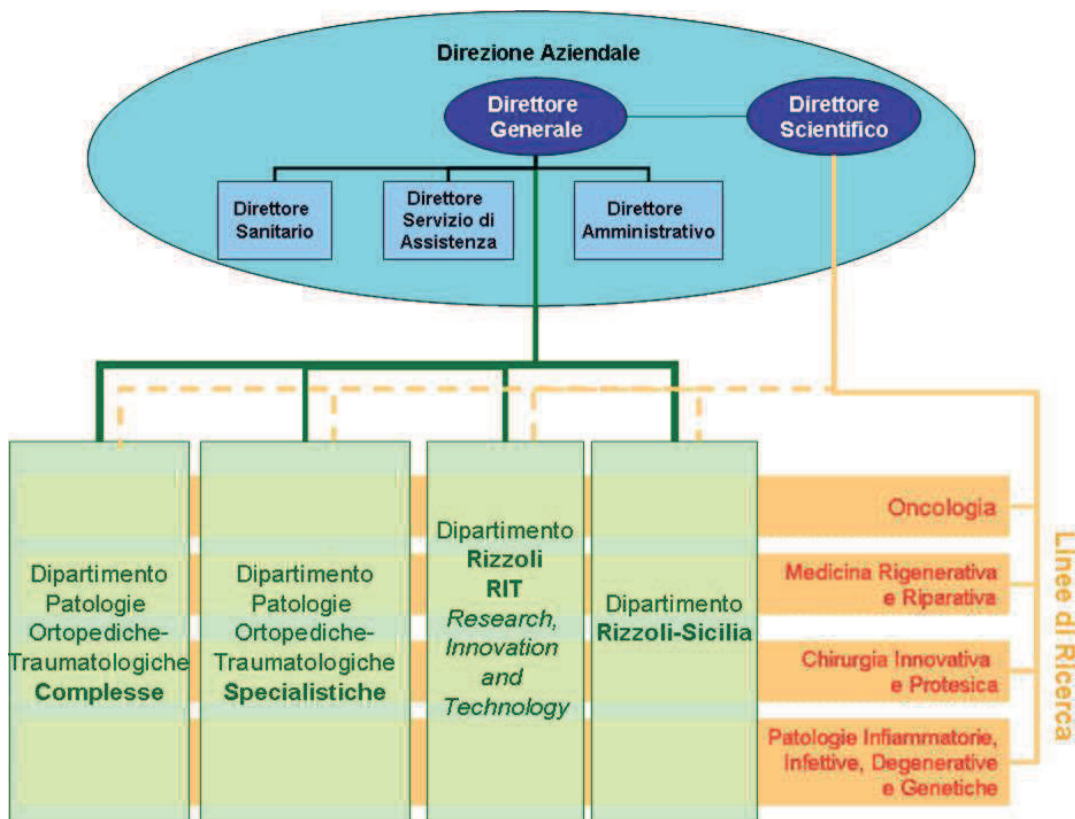 Direzione Aziendale
Direttore
Generale
Direttore
Scientifico
Direttore
Sanitario
Direttore
Servizio di
Assistenza
Direttore
Amministrativo
Dipartimento
Patologie
Ortopediche-
Traumatologiche
Complesse
Dipartimento
Patologie
Ortopediche-
Traumatologiche
Specialistiche
Dipartimento
Rizzoli
RIT
Research,
Innovation
and
Technology
Dipartimento
Rizzoli-Sicilia
Oncologia
Medicina Rigenerativa
e Riparativa
Chirurgia Innovativa
e Protesica
Patologie Infiammatorie,
Infettive, Degenerative
e Genetiche
Linee di Ricerca